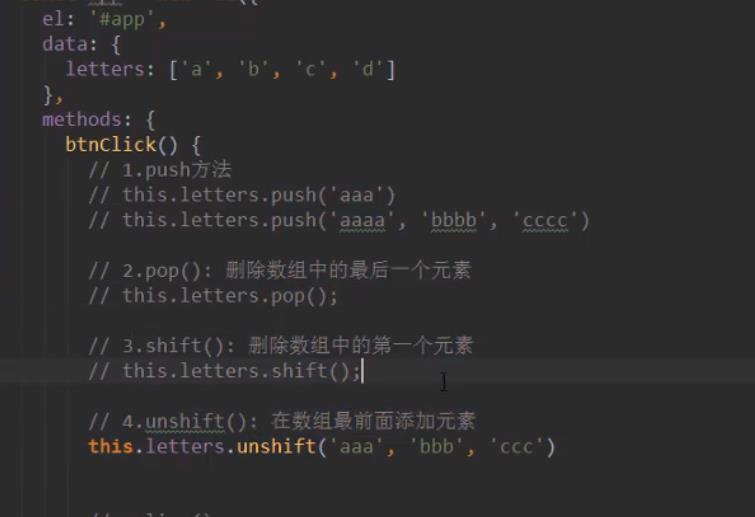 el: '#app',
data: {
letters: ['a', 'b', 'c', 'd']
},
methods: {
btnClick() {
// 1.push方法
// this.letters.push('aaa')
// this.letters.push('aaaa', 'bbbb', 'cccc')
// 2.pop(): 删除数组中的最后一个元素
// this.letters.pop();
// 3.shift(): 删除数组中的第一个元素
// this.letters.shift();
// 4.unshift(): 在数组最前面添加元素
this.letters.unshift('aaa', 'bbb', 'ccc')